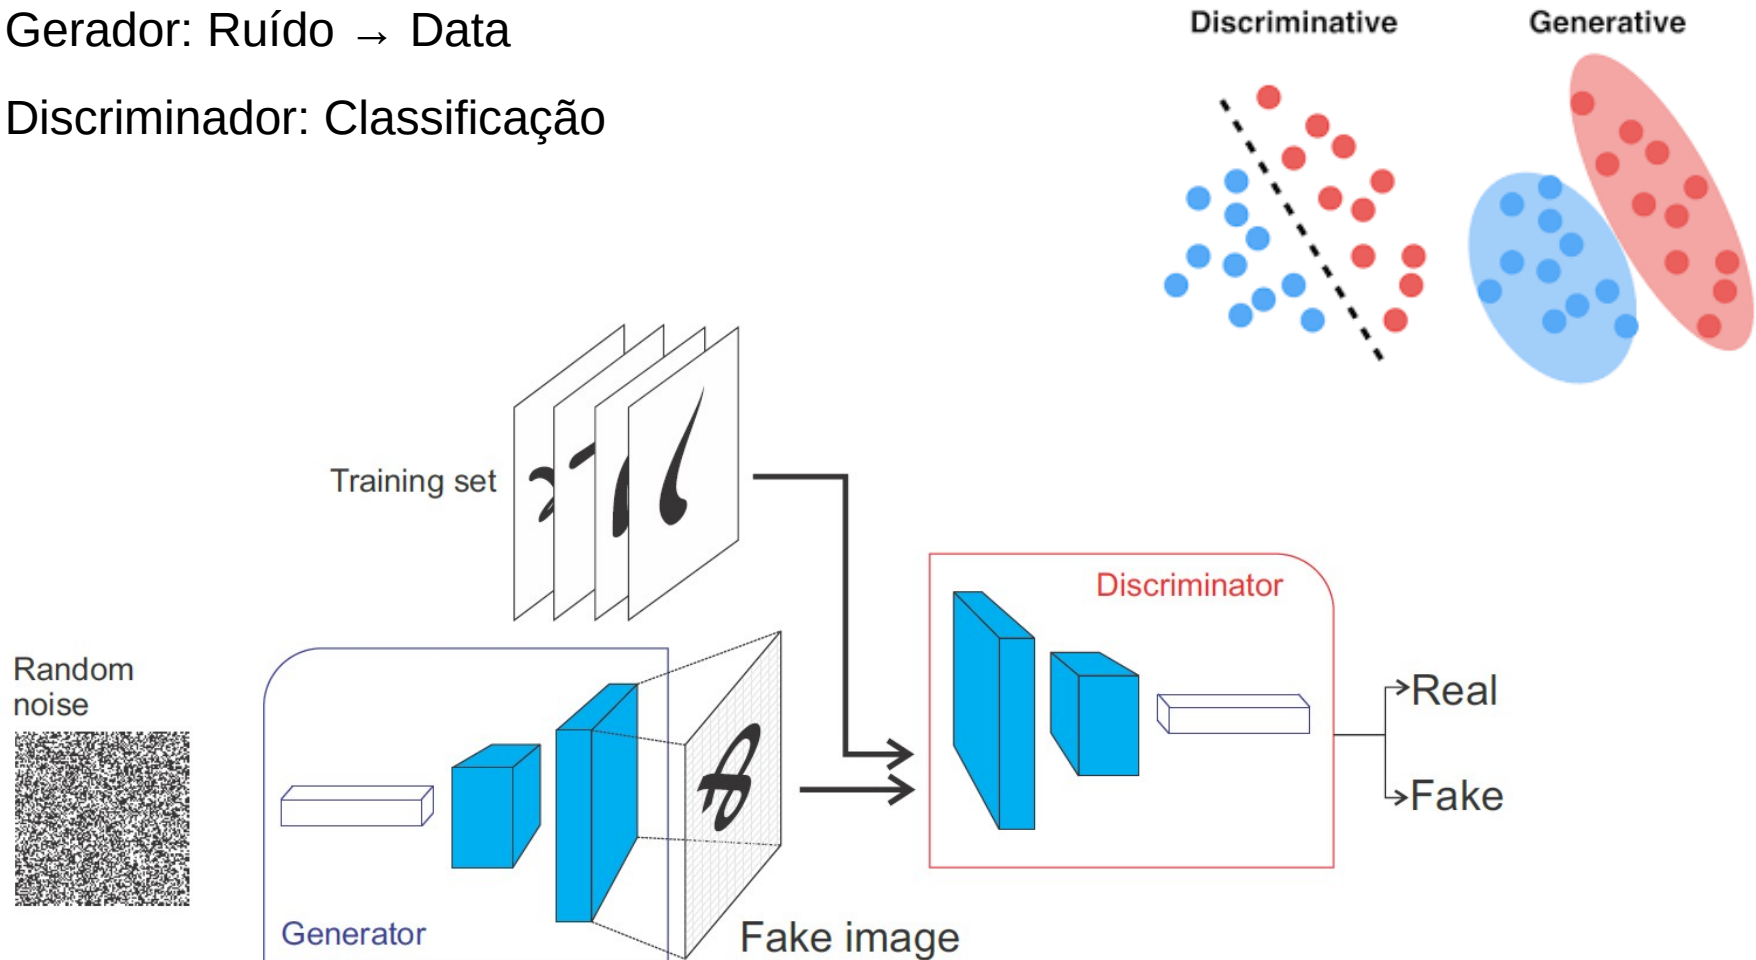 Gerador: Ruído → Data
Discriminador: Classificação
Discriminative
Generative
Training set
Discriminator
Random
noise
Real
Fake
Generator
Fake image